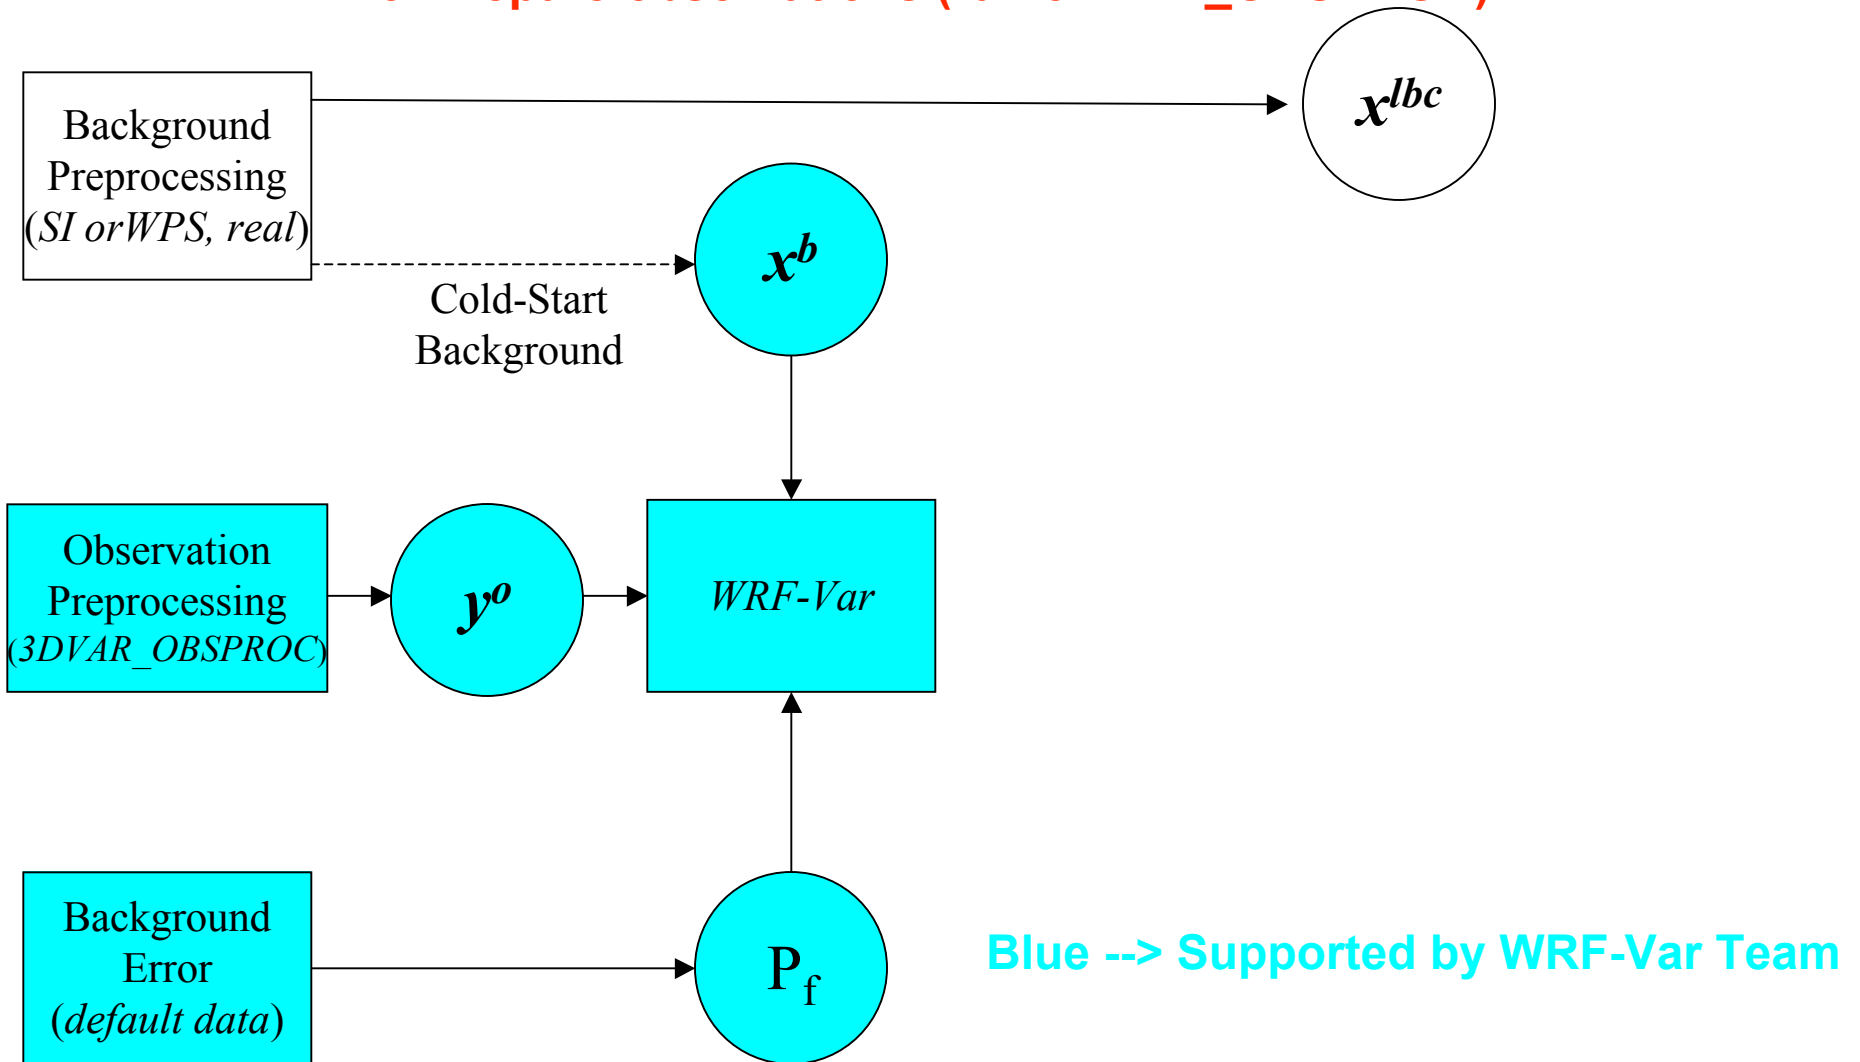 Background
Preprocessing
(SI orWPS, real)
x^lbc
x^b
Cold-Start
Background
Observation
Preprocessing
(3DVAR_OBSPROC)
y^o
WRF-Var
Background
Error
(default data)
P_f
Blue --> Supported by WRF-Var Team